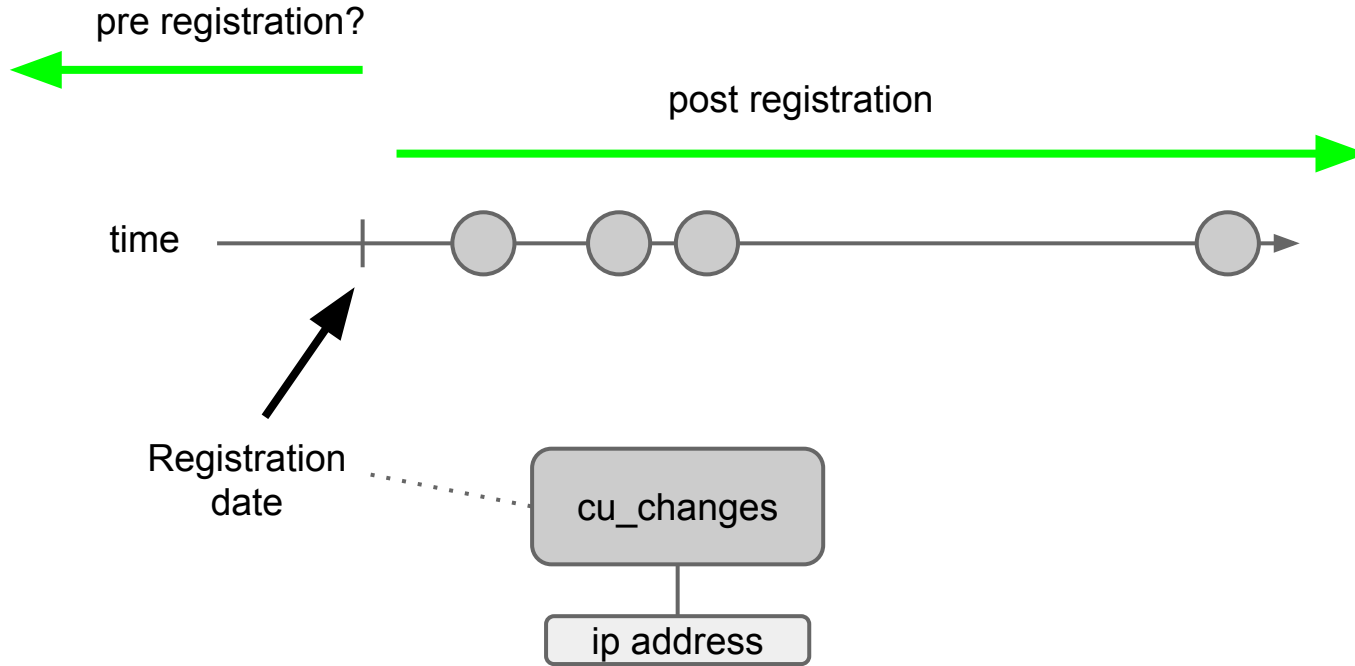 pre registration?
post registration
time
Registration
date
cu_changes
ip address